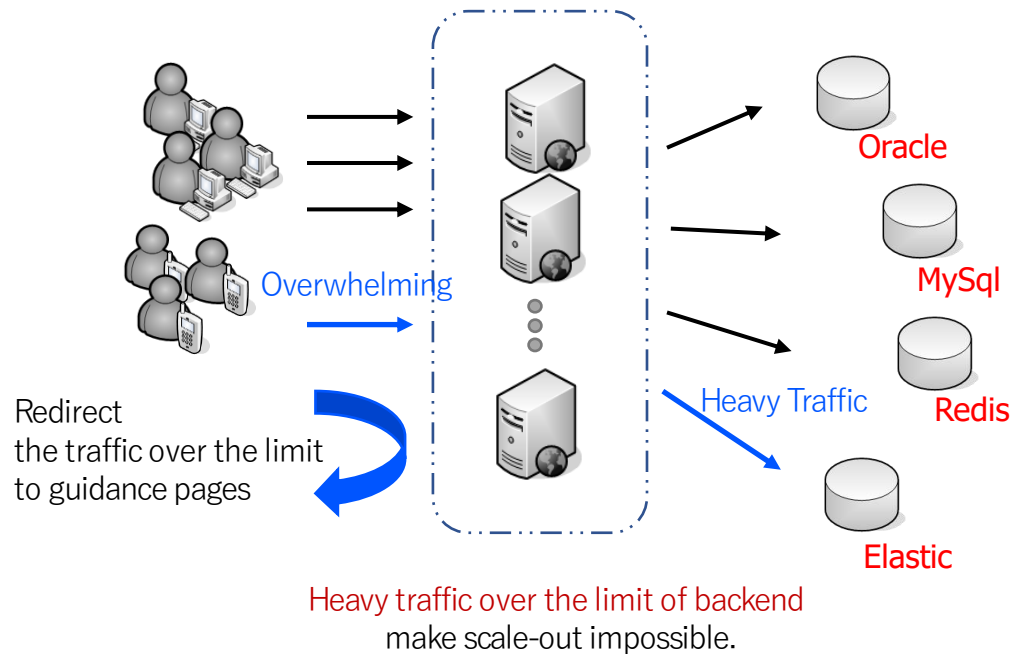 Oracle
MySql
Overwhelming
Redirect
the traffic over the limit
to guidance pages
Heavy Traffic
Redis
Elastic
Heavy traffic over the limit of backend
make scale-out impossible.